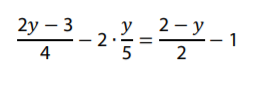 (2y – 3)/4 – 2 · y/5 = (2 – y)/2 – 1